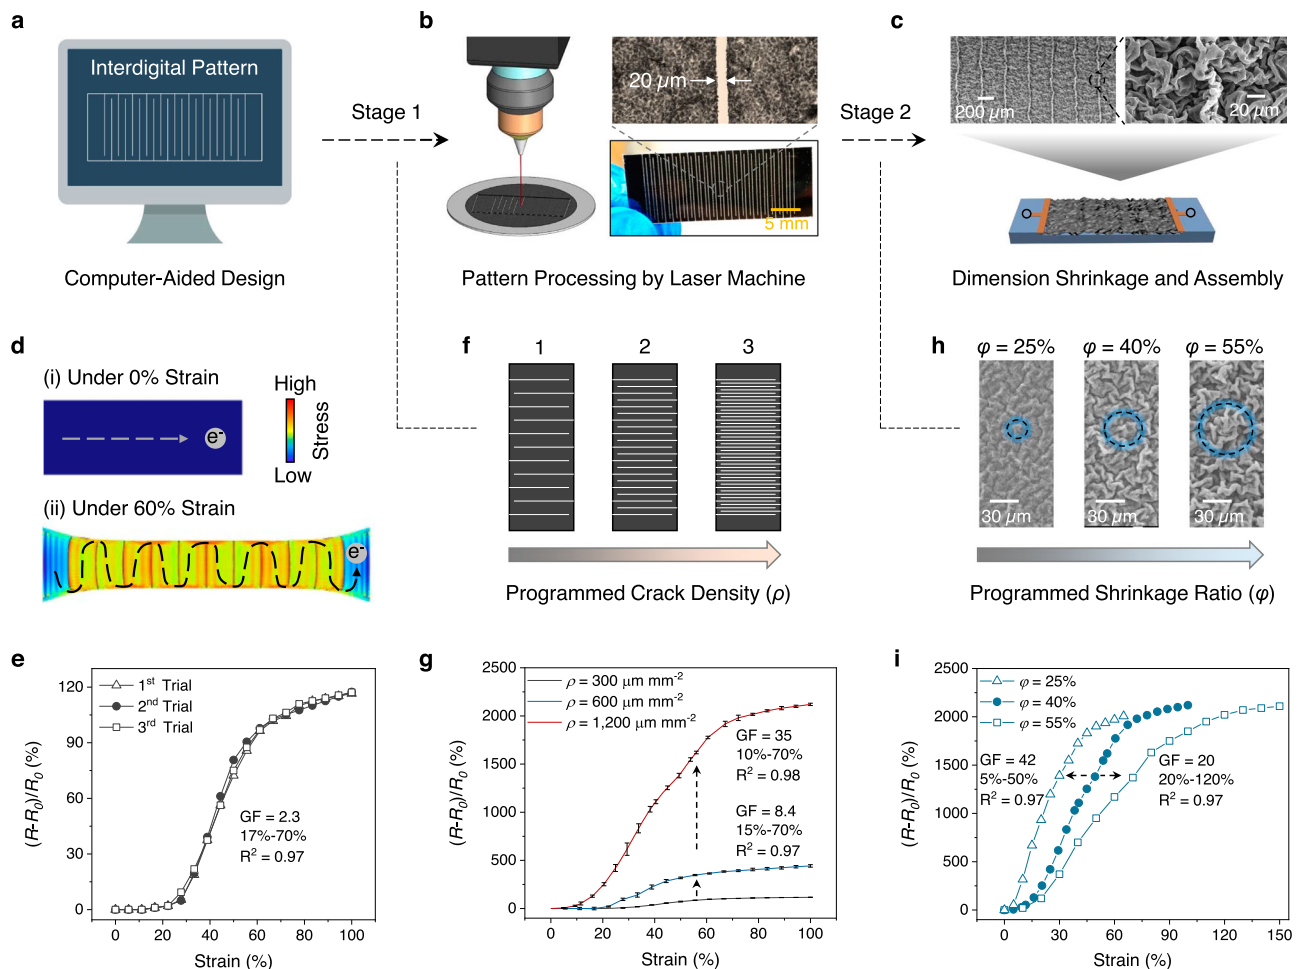 a
Interdigital Pattern
Computer-Aided Design
Stage 1
b
20 µm
5 mm
Pattern Processing by Laser Machine
Stage 2
c
200 µm
20 µm
Dimension Shrinkage and Assembly
d
(i) Under 0% Strain
e-
High
Stress
Low
(ii) Under 60% Strain
e-
f
1 2 3
Programmed Crack Density (ρ)
h
φ = 25% φ = 40% φ = 55%
30 µm 30 µm 30 µm
Programmed Shrinkage Ratio (φ)
e
1st Trial
2nd Trial
3rd Trial
GF = 2.3
17%-70%
R2 = 0.97
120
90
60
30
0
(R-R0)/R0 (%)
0 20 40 60 80 100
Strain (%)
g
ρ = 300 µm mm-2
ρ = 600 µm mm-2
ρ = 1,200 µm mm-2
GF = 35
10%-70%
R2 = 0.98
GF = 8.4
15%-70%
R2 = 0.97
2500
2000
1500
1000
500
0
(R-R0)/R0 (%)
0 20 40 60 80 100
Strain (%)
i
φ = 25%
φ = 40%
φ = 55%
GF = 42
5%-50%
R2 = 0.97
GF = 20
20%-120%
R2 = 0.97
2500
2000
1500
1000
500
0
(R-R0)/R0 (%)
0 30 60 90 120 150
Strain (%)